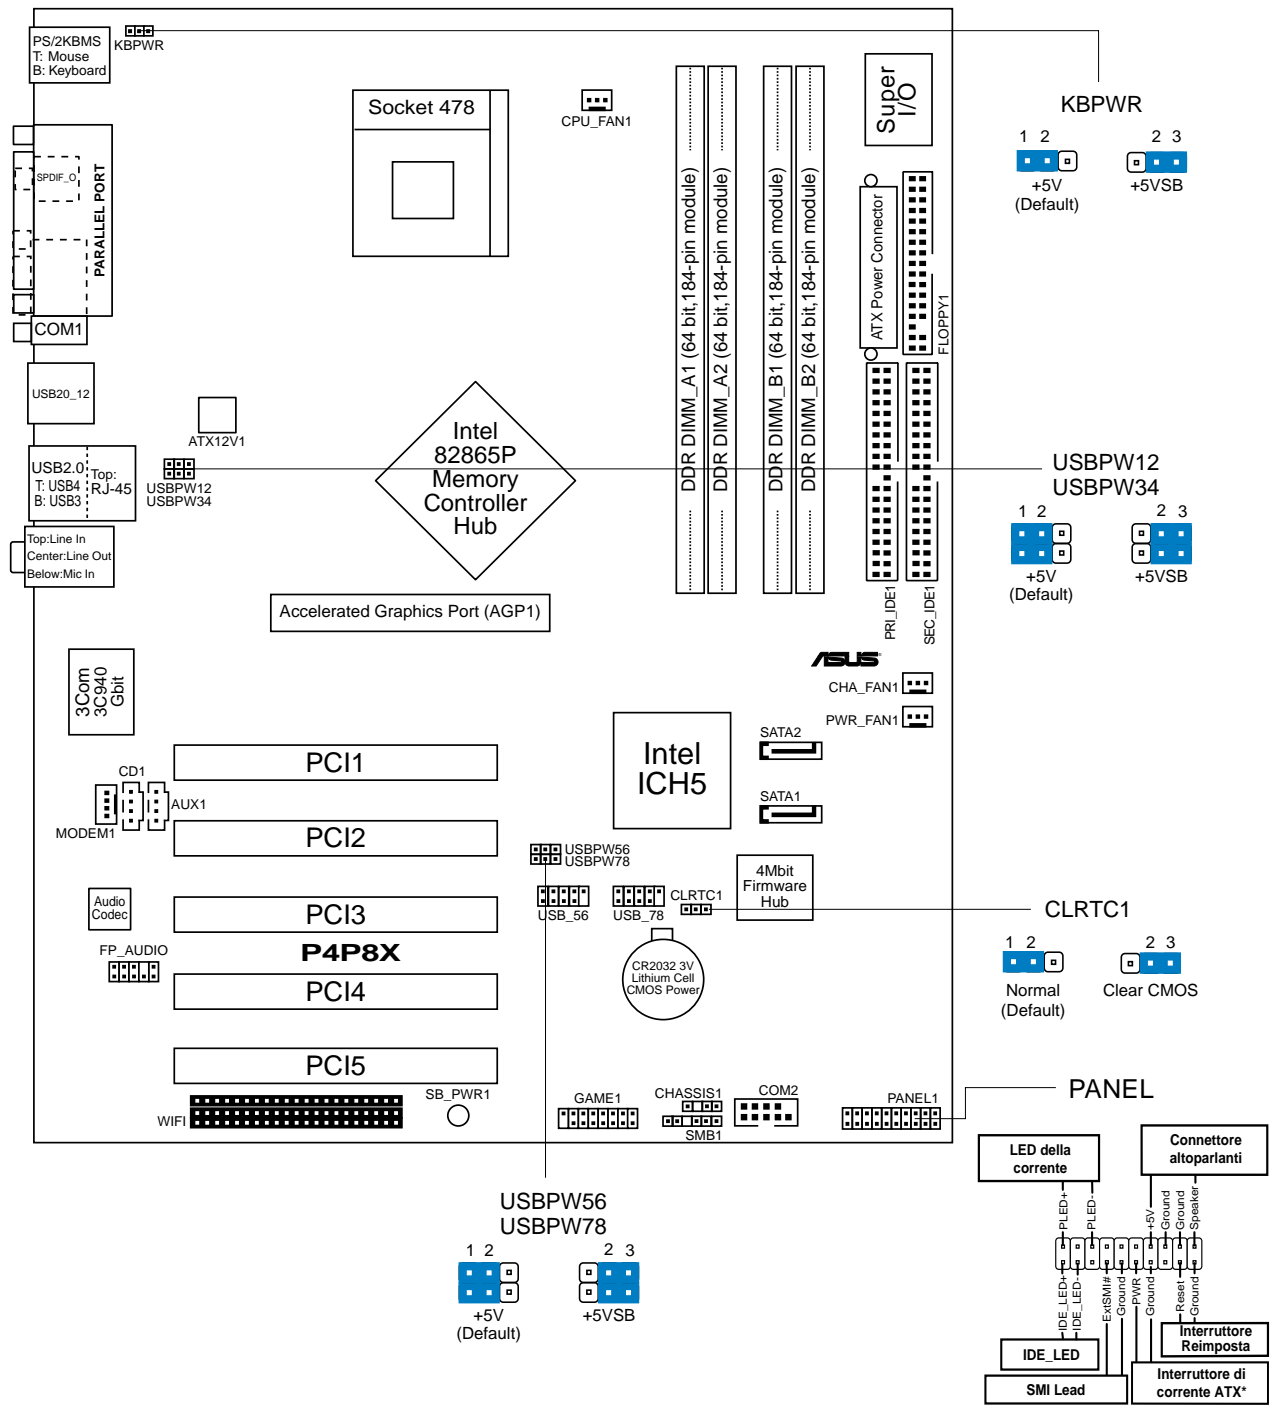 PS/2KBMS
T: Mouse
B: Keyboard
KBPWR
Socket 478
CPU_FAN1
Super
I/O
KBPWR
1 2
2 3
+5V
(Default)
+5VSB
SPDIF_O
PARALLEL PORT
DDR DIMM_A1 (64 bit,184-pin module)
DDR DIMM_A2 (64 bit,184-pin module)
DDR DIMM_B1 (64 bit,184-pin module)
DDR DIMM_B2 (64 bit,184-pin module)
ATX Power Connector
FLOPPY1
COM1
USB20_12
ATX12V1
USB2.0
T: USB4
B: USB3
Top:
RJ-45
USBPW12
USBPW34
Intel
82865P
Memory
Controller
Hub
USBPW12
USBPW34
1 2
2 3
+5V
(Default)
+5VSB
Top:Line In
Center:Line Out
Below:Mic In
Accelerated Graphics Port (AGP1)
PRI_IDE1
SEC_IDE1
ASUS
3Com
3C940
Gbit
CHA_FAN1
PWR_FAN1
Intel
ICH5
SATA2
SATA1
PCI1
CD1
AUX1
MODEM1
PCI2
USBPW56
USBPW78
4Mbit
Firmware
Hub
Audio
Codec
PCI3
USB_56
USB_78
CLRTC1
CLRTC1
1 2
2 3
Normal
(Default)
Clear CMOS
P4P8X
FP_AUDIO
CR2032 3V
Lithium Cell
CMOS Power
PCI4
PCI5
SB_PWR1
WIFI
GAME1
CHASSIS1
SMB1
COM2
PANEL1
PANEL
LED della
corrente
Connettore
altoparlanti
PLED+
PLED-
+5V
Ground
Ground
Speaker
IDE_LED+
IDE_LED-
ExtSMI#
Ground
PWR
Ground
Reset
Ground
IDE_LED
SMI Lead
Interruttore
Reimposta
Interruttore di
corrente ATX*
USBPW56
USBPW78
1 2
2 3
+5V
(Default)
+5VSB